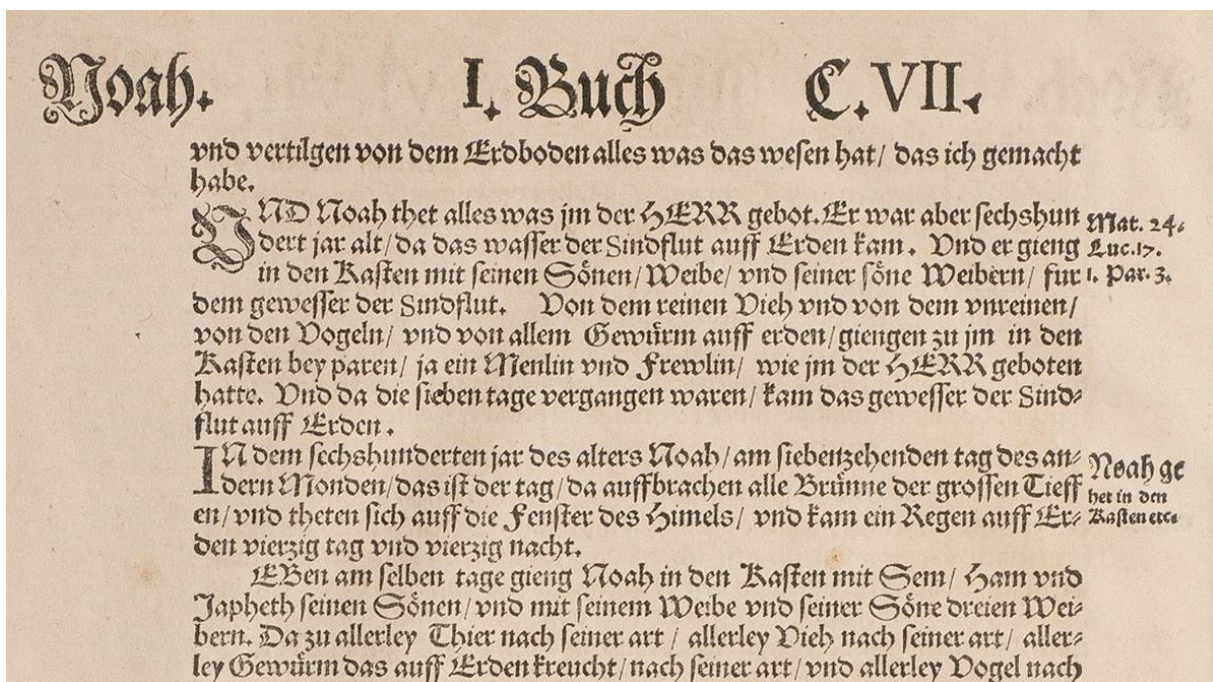 Noah. I. Buch C. VII.
vnd vertilgen von dem Erdboden alles was das wesen hat/ das ich gemacht
habe.
VND Noah thet alles was jm der HERR gebot. Er war aber sechshun
dert jar alt/ da das wasser der Sindflut auff Erden kam. Vnd er gieng
in den Kasten mit seinen Sönen/ Weibe/ vnd seiner söne Weibern/ fur
dem gewesser der Sindflut. Von dem reinen Vieh vnd von dem vnreinen/
von den Vogeln/ vnd von allem Gewürm auff erden/ giengen zu jm in den
Kasten bey paren/ ja ein Menlin vnd Frewlin/ wie jm der HERR geboten
hatte. Vnd da die sieben tage vergangen waren/ kam das gewesser der Sind-
flut auff Erden.
Mat. 24.
Luc. 17.
1. Par. 3.
IN dem sechshunderten jar des alters Noah/ am siebenzehenden tag des an-
dern Monden/ das ist der tag/ da auffbrachen alle Brünne der grossen Tieff
en/ vnd theten sich auff die Fenster des Himels/ vnd kam ein Regen auff Er-
den vierzig tag vnd vierzig nacht.
Noah ge
het in den
Kasten etc.
EBen am selben tage gieng Noah in den Kasten mit Sem/ Ham vnd
Japheth seinen Sönen/ vnd mit seinem Weibe vnd seiner Söne dreien Wei-
bern. Da zu allerley Thier nach seiner art / allerley Vieh nach seiner art/ aller-
ley Gewürm das auff Erden kreucht/ nach seiner art/ vnd allerley Vogel nach